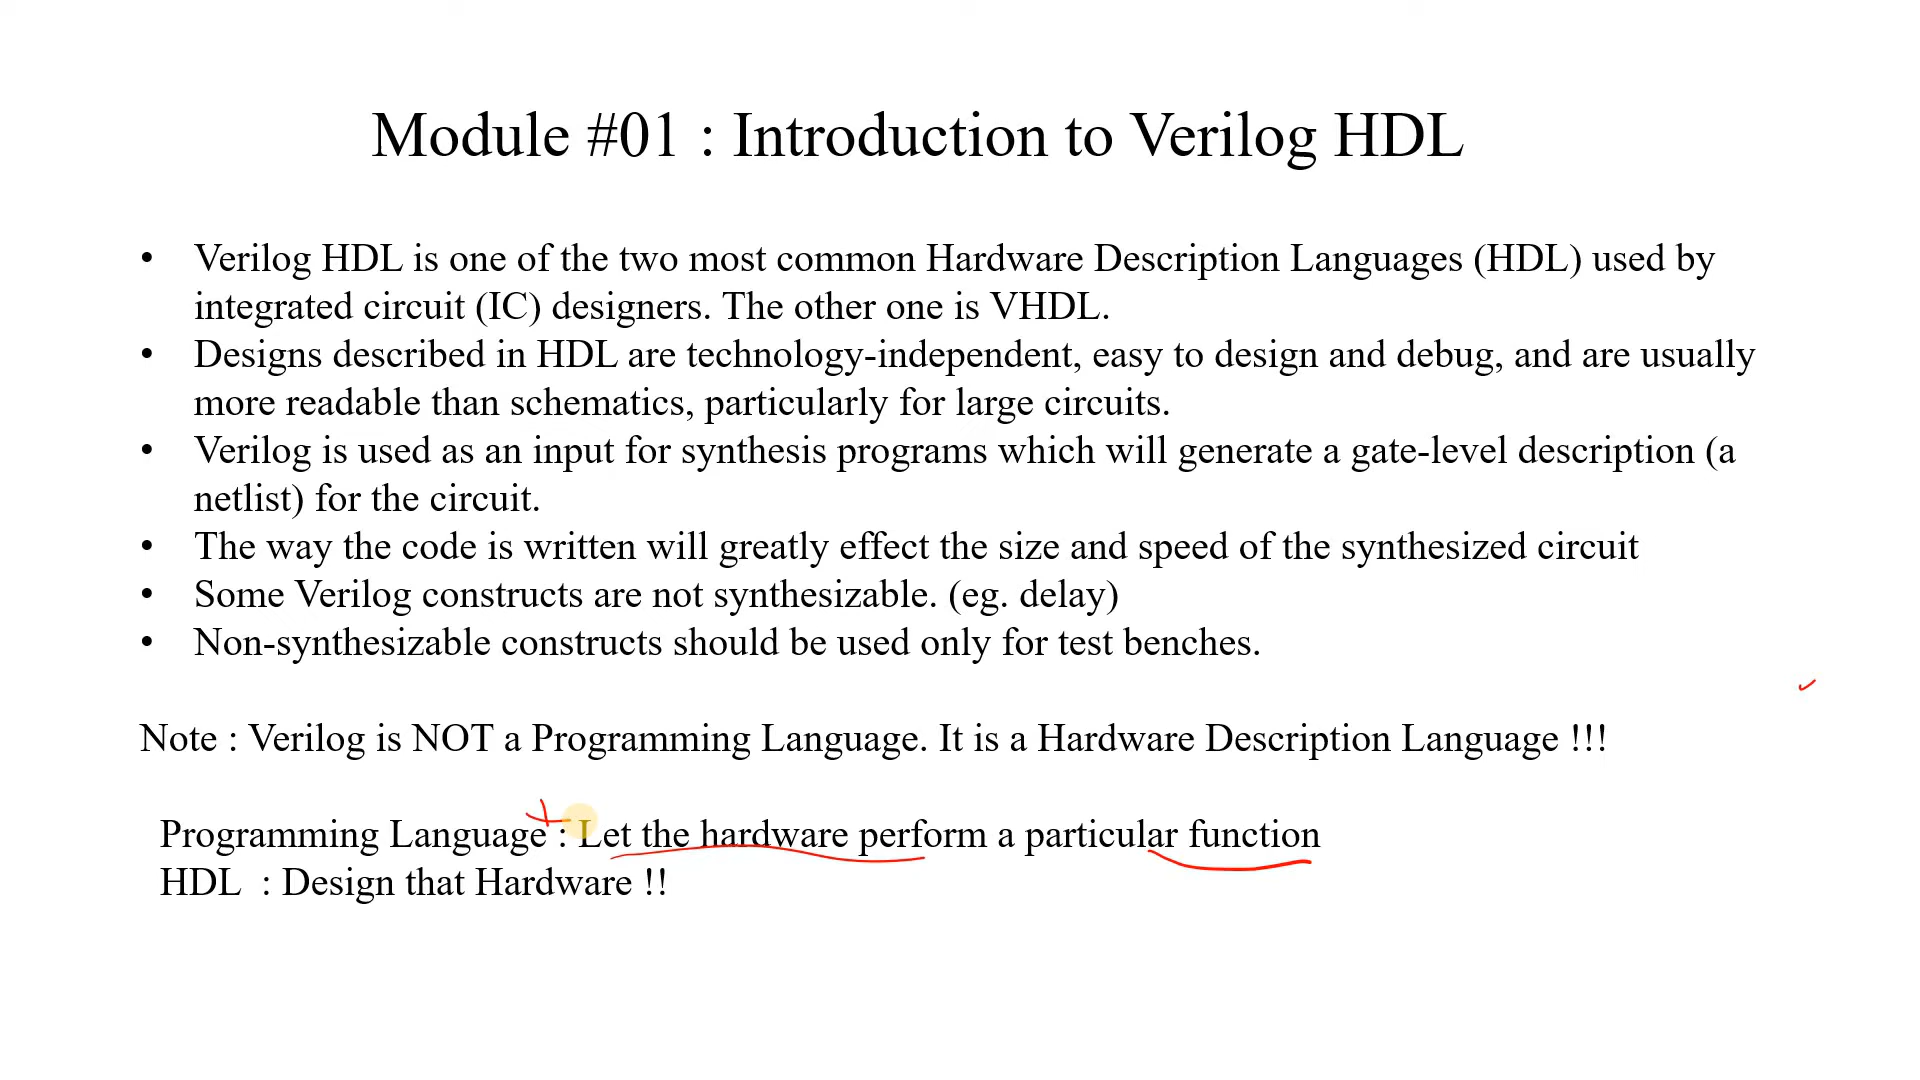 Module #01 : Introduction to Verilog HDL
• Verilog HDL is one of the two most common Hardware Description Languages (HDL) used by
integrated circuit (IC) designers. The other one is VHDL.
• Designs described in HDL are technology-independent, easy to design and debug, and are usually
more readable than schematics, particularly for large circuits.
• Verilog is used as an input for synthesis programs which will generate a gate-level description (a
netlist) for the circuit.
• The way the code is written will greatly effect the size and speed of the synthesized circuit
• Some Verilog constructs are not synthesizable. (eg. delay)
• Non-synthesizable constructs should be used only for test benches.
Note : Verilog is NOT a Programming Language. It is a Hardware Description Language !!!
Programming Language : Let the hardware perform a particular function
HDL : Design that Hardware !!